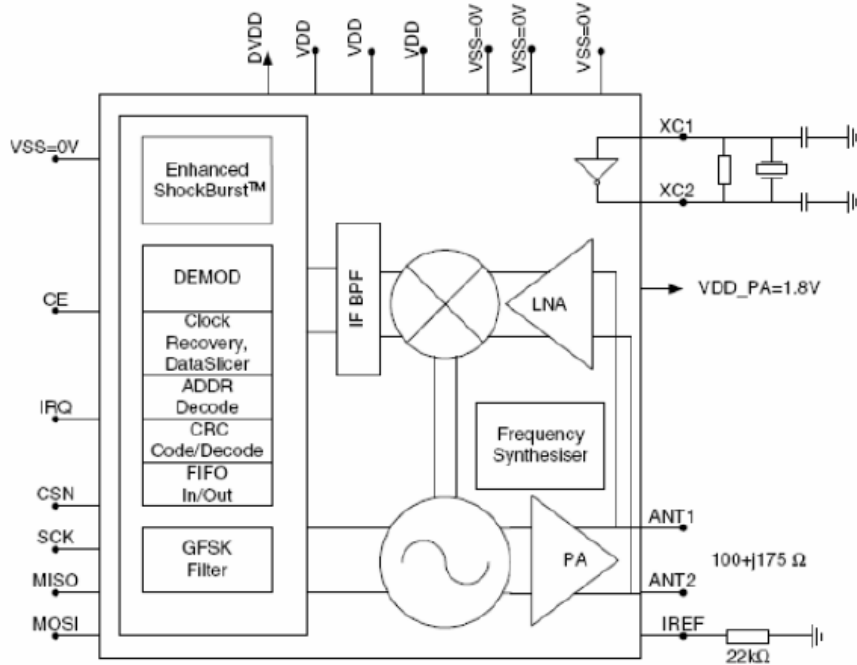 DVDD
VDD
VDD
VDD
VSS=0V
VSS=0V
VSS=0V
VSS=0V
CE
IRQ
CSN
SCK
MISO
MOSI
Enhanced
ShockBurst™
DEMOD
Clock
Recovery,
DataSlicer
ADDR
Decode
CRC
Code/Decode
FIFO
In/Out
GFSK
Filter
IF BPF
LNA
Frequency
Synthesiser
PA
XC1
XC2
VDD_PA=1.8V
ANT1
100+j175 Ω
ANT2
IREF
22kΩ